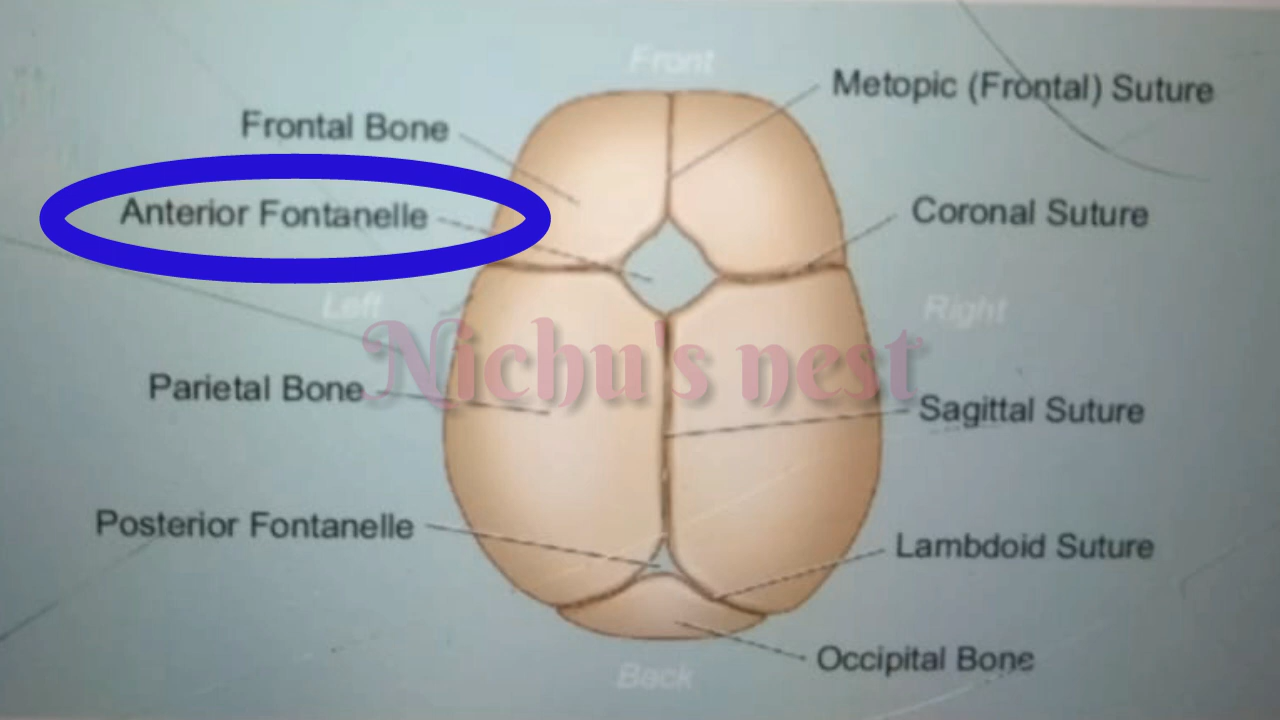 Front
Metopic (Frontal) Suture
Frontal Bone
Anterior Fontanelle
Coronal Suture
Left
Right
Nichu's nest
Parietal Bone
Sagittal Suture
Posterior Fontanelle
Lambdoid Suture
Occipital Bone
Back